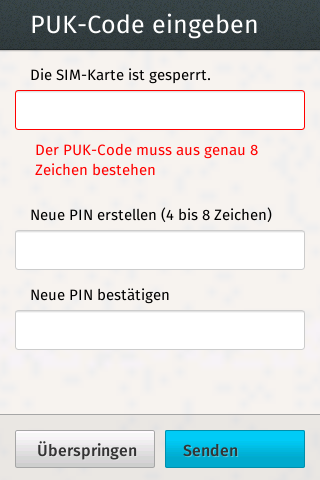 PUK-Code eingeben
Die SIM-Karte ist gesperrt.
Der PUK-Code muss aus genau 8
Zeichen bestehen
Neue PIN erstellen (4 bis 8 Zeichen)
Neue PIN bestätigen
Überspringen
Senden